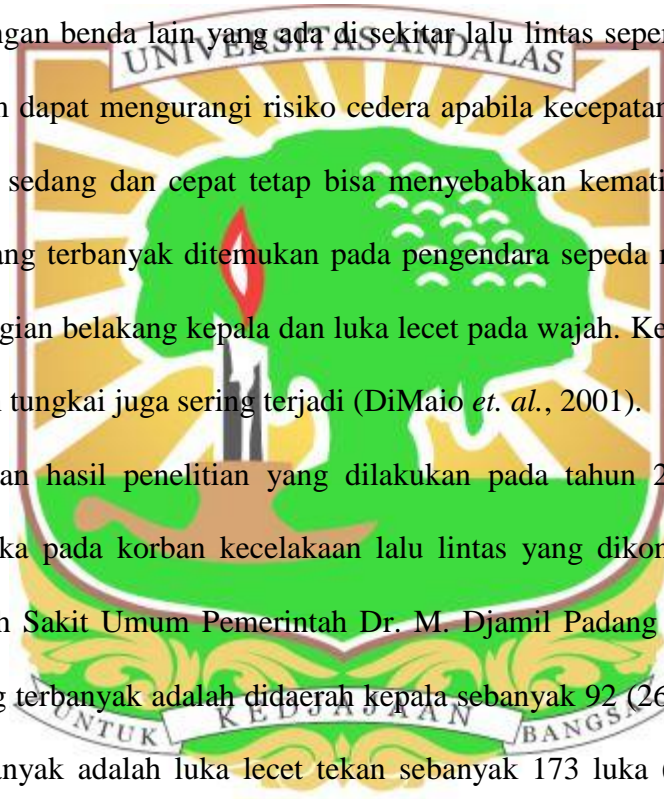 ngan benda lain yang ada di sekitar lalu lintas seper
UNIVERSITAS ANDALAS
dapat mengurangi risiko cedera apabila kecepatan
sedang dan cepat tetap bisa menyebabkan kemati
ang terbanyak ditemukan pada pengendara sepeda
gian belakang kepala dan luka lecet pada wajah. Ke
tungkai juga sering terjadi (DiMaio et. al., 2001).
an hasil penelitian yang dilakukan pada tahun 2
ka pada korban kecelakaan lalu lintas yang dikon
Sakit Umum Pemerintah Dr. M. Djamil Padang
g terbanyak adalah didaerah kepala sebanyak 92 (26
UNTUK KEDJAJAAN BANGSA
anyak adalah luka lecet tekan sebanyak 173 luka (